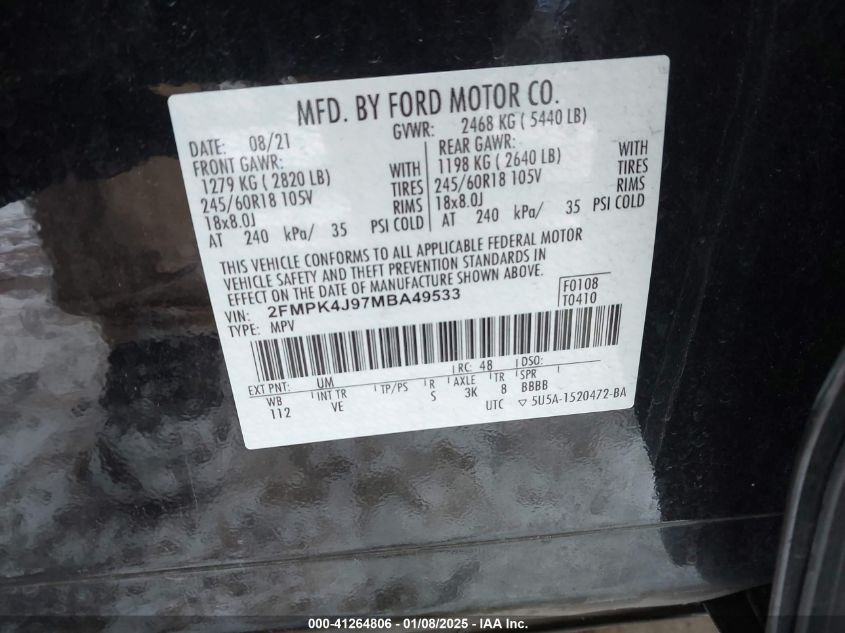 MFD. BY FORD MOTOR CO.
DATE: 08/21 GVWR: 2468 KG ( 5440 LB)
FRONT GAWR: REAR GAWR:
1279 KG ( 2820 LB) WITH 1198 KG ( 2640 LB) WITH
245/60R18 105V TIRES 245/60R18 105V TIRES
18x8.0J RIMS 18x8.0J RIMS
AT 240 kPa/ 35 PSI COLD AT 240 kPa/ 35 PSI COLD
THIS VEHICLE CONFORMS TO ALL APPLICABLE FEDERAL MOTOR
VEHICLE SAFETY AND THEFT PREVENTION STANDARDS IN
EFFECT ON THE DATE OF MANUFACTURE SHOWN ABOVE.
VIN: 2FMPK4J97MBA49533 F0108
TYPE: MPV T0410
EXT PNT: UM RC: 48 DSO:
WB INT TR TP/PS R AXLE TR SPR
112 VE S 3K 8 BBBB
UTC ▽ 5U5A-1520472-BA
000-41264806 - 01/08/2025 - IAA Inc.